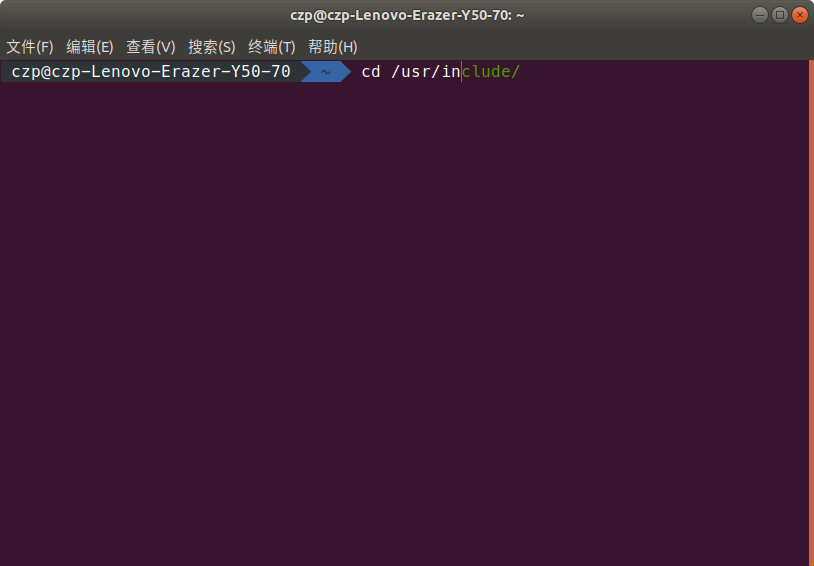 czp@czp-Lenovo-Erazer-Y50-70: ~
文件(F) 编辑(E) 查看(V) 搜索(S) 终端(T) 帮助(H)
czp@czp-Lenovo-Erazer-Y50-70 ~ cd /usr/include/